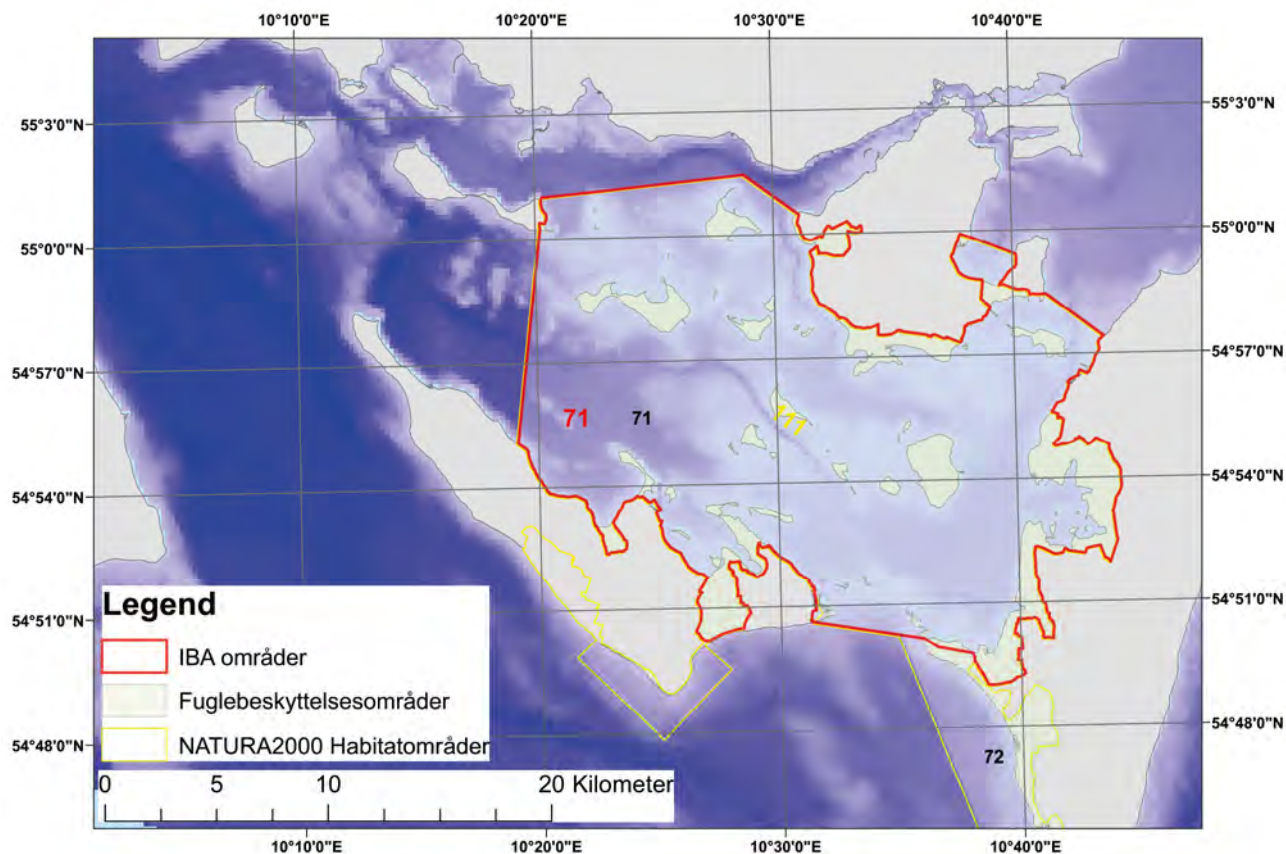 10°10'0"E 10°20'0"E 10°30'0"E 10°40'0"E
55°3'0"N 55°3'0"N
55°0'0"N 55°0'0"N
54°57'0"N 54°57'0"N
71 71 111
54°54'0"N 54°54'0"N
54°51'0"N 54°51'0"N
Legend
IBA områder
Fuglebeskyttelsesområder
NATURA2000 Habitatområder
54°48'0"N 54°48'0"N
72
0 5 10 20 Kilometer
10°10'0"E 10°20'0"E 10°30'0"E 10°40'0"E